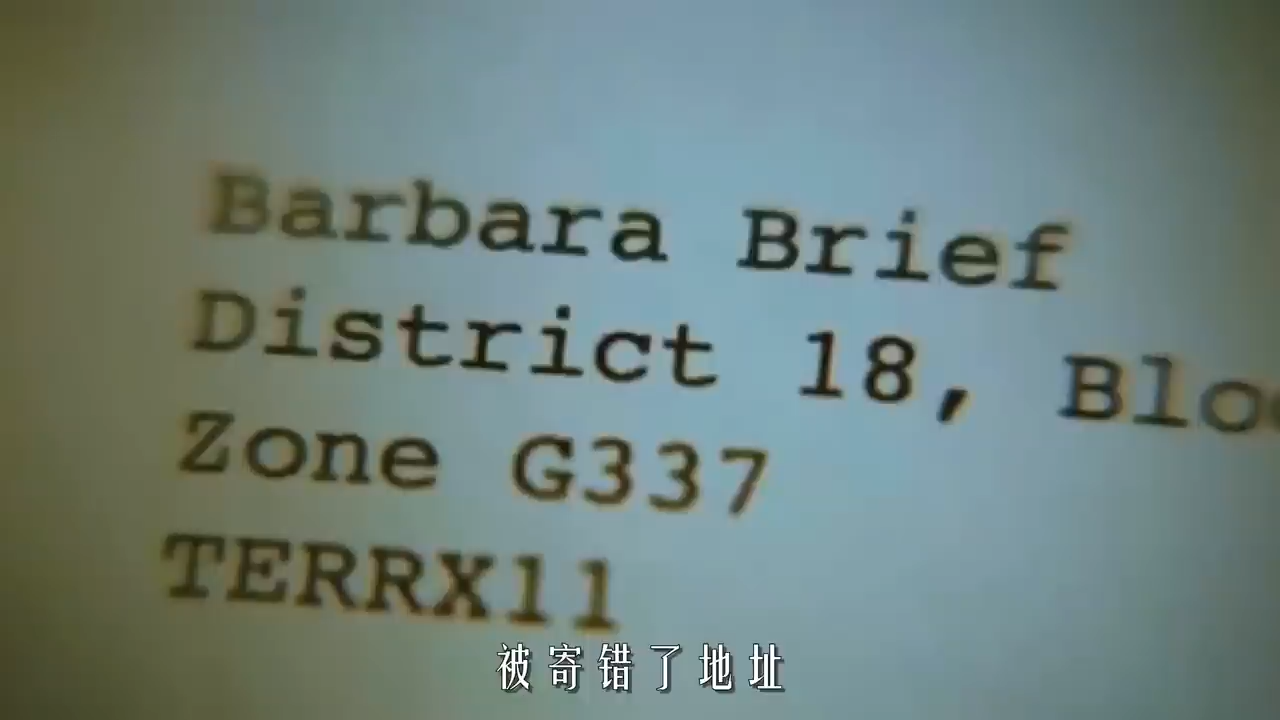 Barbara Brief
District 18,
Zone G337
TERRX11
被寄错了地址